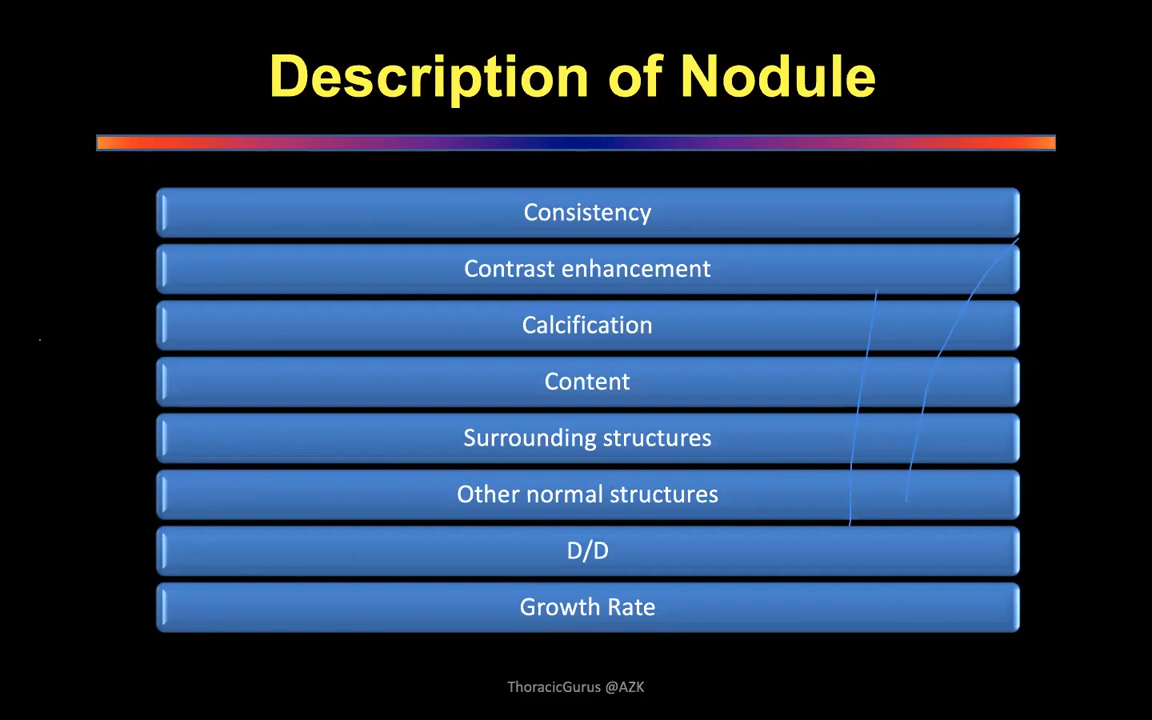 Description of Nodule
Consistency
Contrast enhancement
Calcification
Content
Surrounding structures
Other normal structures
D/D
Growth Rate
ThoracicGurus @AZK